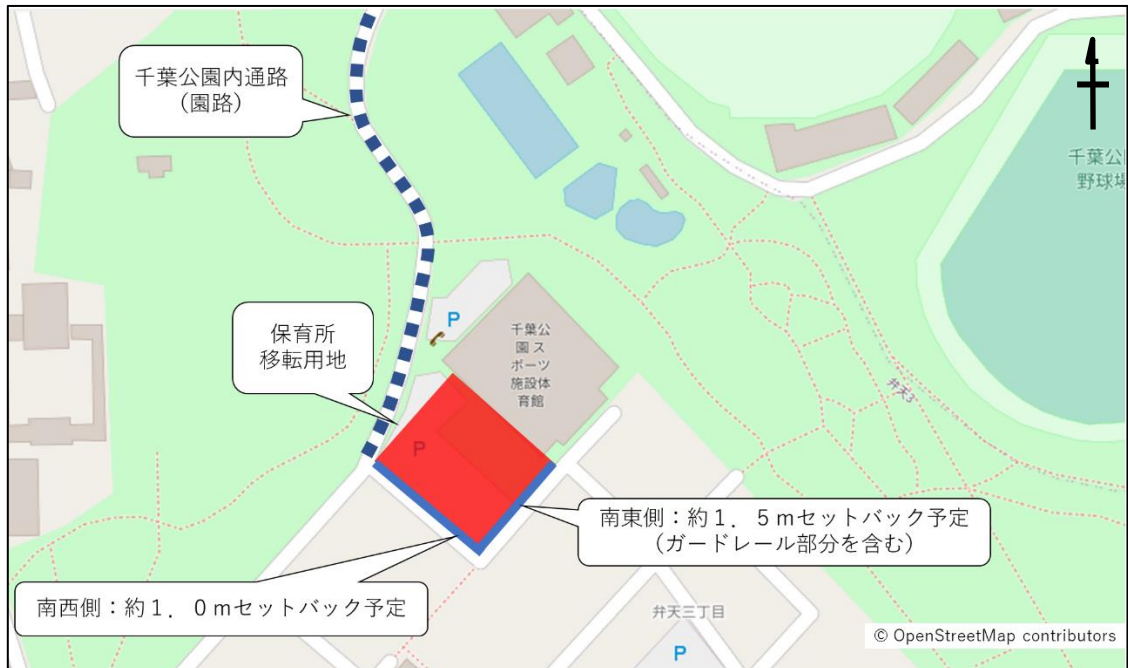 千葉公園内通路
（園路）
千葉公
野球場
P
保育所
移転用地
千葉公
園 ス
ポーツ
施設体
育館
弁天3
P
南東側：約１．５ｍセットバック予定
（ガードレール部分を含む）
南西側：約１．０ｍセットバック予定
弁天三丁目
P
© OpenStreetMap contributors